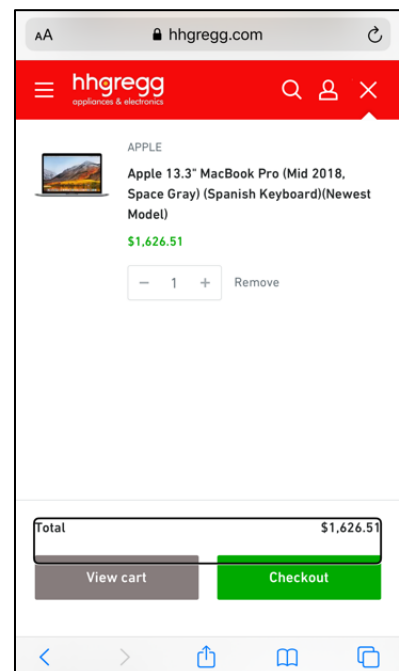 AA hhgregg.com
hhgregg
appliances & electronics
APPLE
Apple 13.3" MacBook Pro (Mid 2018,
Space Gray) (Spanish Keyboard)(Newest
Model)
$1,626.51
− 1 + Remove
Total $1,626.51
View cart Checkout